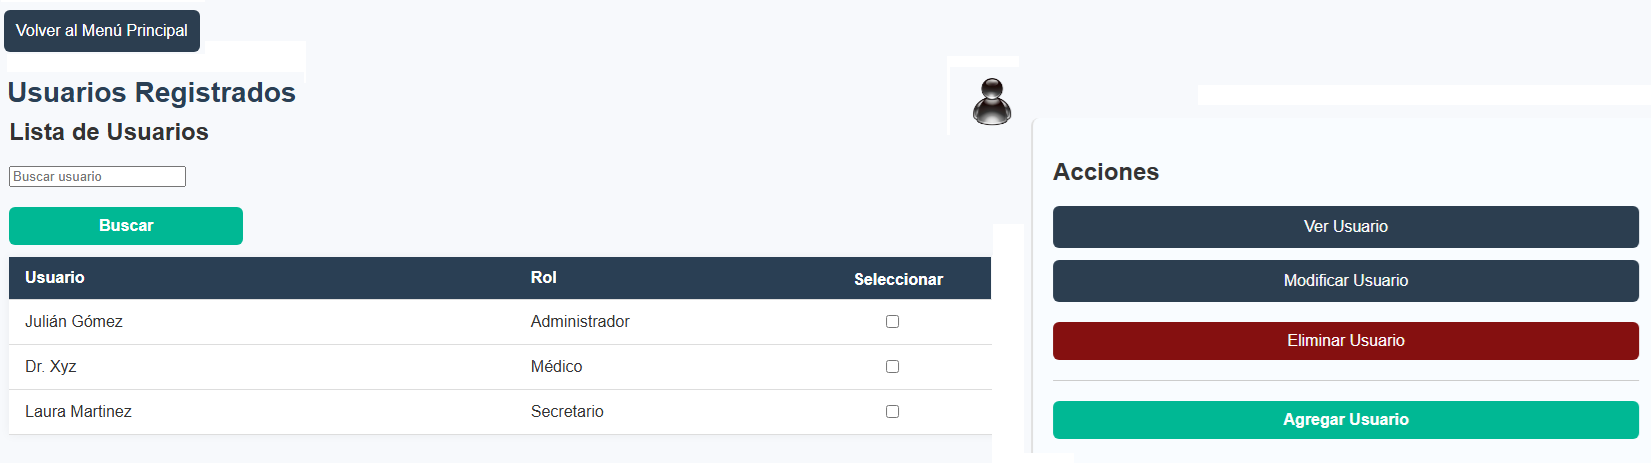 Volver al Menú Principal
Usuarios Registrados
Lista de Usuarios
Buscar usuario
Buscar
Usuario Rol Seleccionar
Julián Gómez Administrador
Dr. Xyz Médico
Laura Martinez Secretario
Acciones
Ver Usuario
Modificar Usuario
Eliminar Usuario
Agregar Usuario